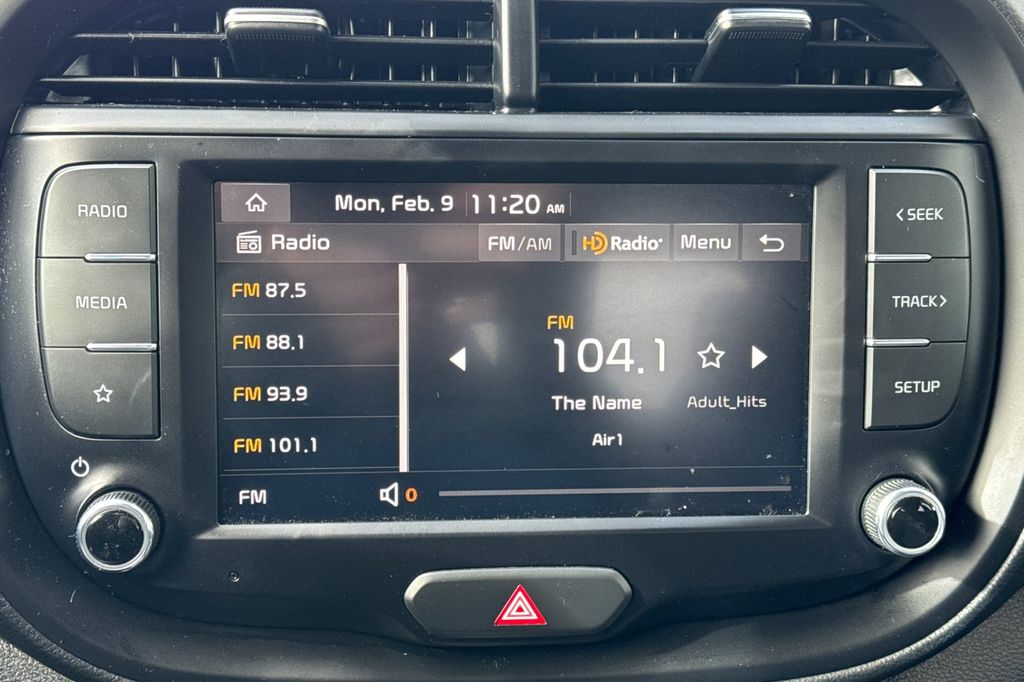 RADIO
MEDIA
Mon, Feb. 9 11:20 AM
Radio FM/AM HD Radio® Menu
FM 87.5
FM 88.1
FM 93.9
FM 101.1
FM
104.1
The Name Adult_Hits
Air1
FM 0
< SEEK
TRACK >
SETUP